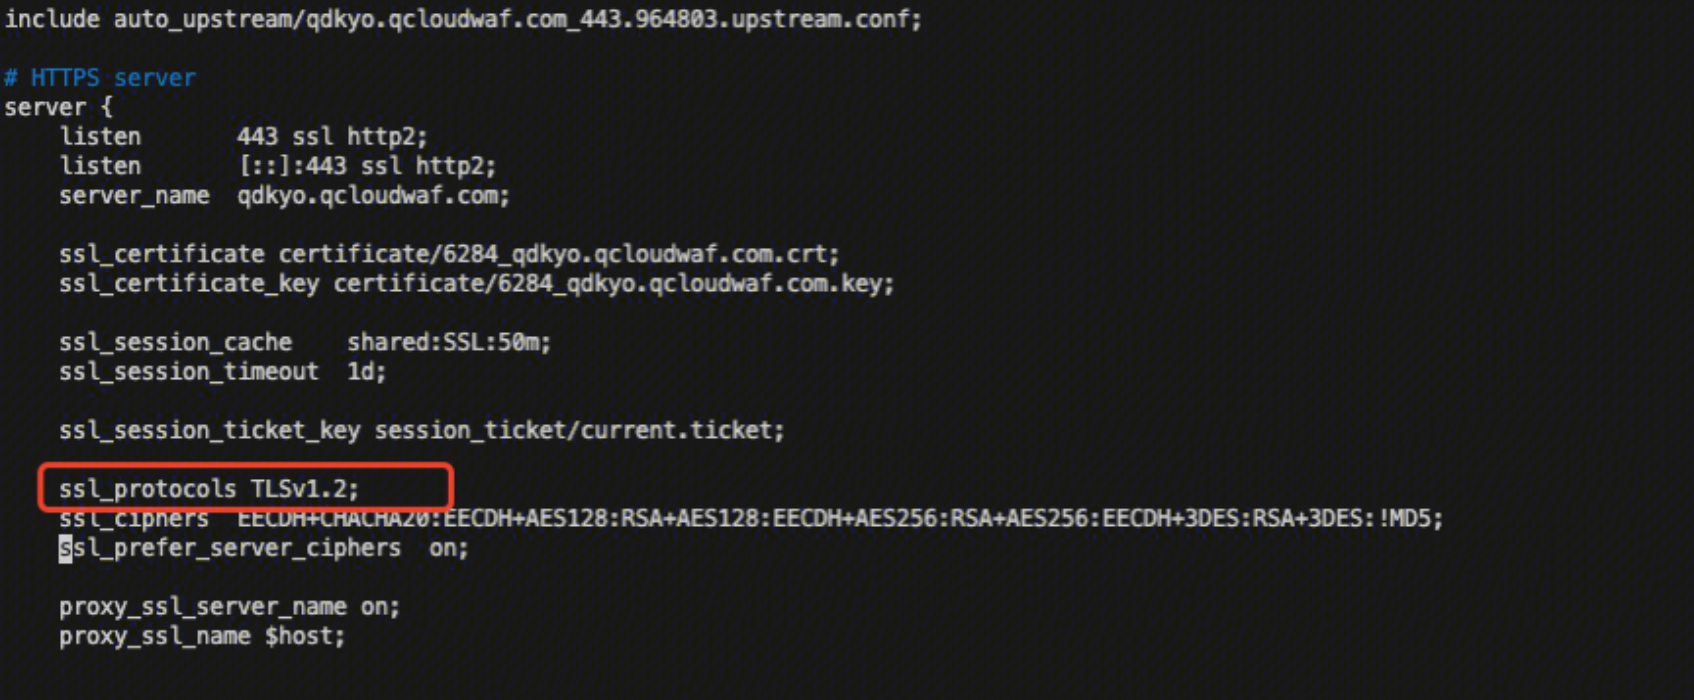 include auto_upstream/qdkyo.qcloudwaf.com_443.964803.upstream.conf;
# HTTPS server
server {
listen 443 ssl http2;
listen [::]:443 ssl http2;
server_name qdkyo.qcloudwaf.com;
ssl_certificate certificate/6284_qdkyo.qcloudwaf.com.crt;
ssl_certificate_key certificate/6284_qdkyo.qcloudwaf.com.key;
ssl_session_cache shared:SSL:50m;
ssl_session_timeout 1d;
ssl_session_ticket_key session_ticket/current.ticket;
ssl_protocols TLSv1.2;
ssl_ciphers EECDH+CHACHA20:EECDH+AES128:RSA+AES128:EECDH+AES256:RSA+AES256:EECDH+3DES:RSA+3DES:!MD5;
ssl_prefer_server_ciphers on;
proxy_ssl_server_name on;
proxy_ssl_name $host;